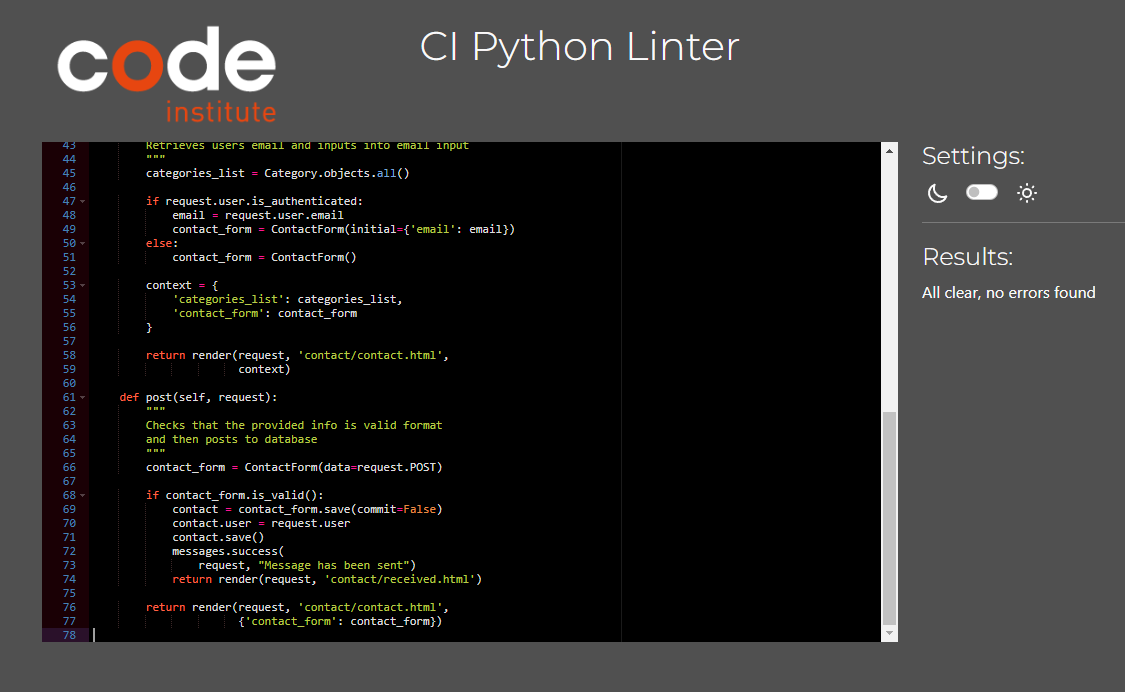 code
institute
CI Python Linter
43 Retrieves users email and inputs into email input
44 """
45 categories_list = Category.objects.all()
46
47 if request.user.is_authenticated:
48 email = request.user.email
49 contact_form = ContactForm(initial={'email': email})
50 else:
51 contact_form = ContactForm()
52
53 context = {
54 'categories_list': categories_list,
55 'contact_form': contact_form
56 }
57
58 return render(request, 'contact/contact.html',
59 context)
60
61 def post(self, request):
62 """
63 Checks that the provided info is valid format
64 and then posts to database
65 """
66 contact_form = ContactForm(data=request.POST)
67
68 if contact_form.is_valid():
69 contact = contact_form.save(commit=False)
70 contact.user = request.user
71 contact.save()
72 messages.success(
73 request, "Message has been sent")
74 return render(request, 'contact/received.html')
75
76 return render(request, 'contact/contact.html',
77 {'contact_form': contact_form})
78
Settings:
Results:
All clear, no errors found